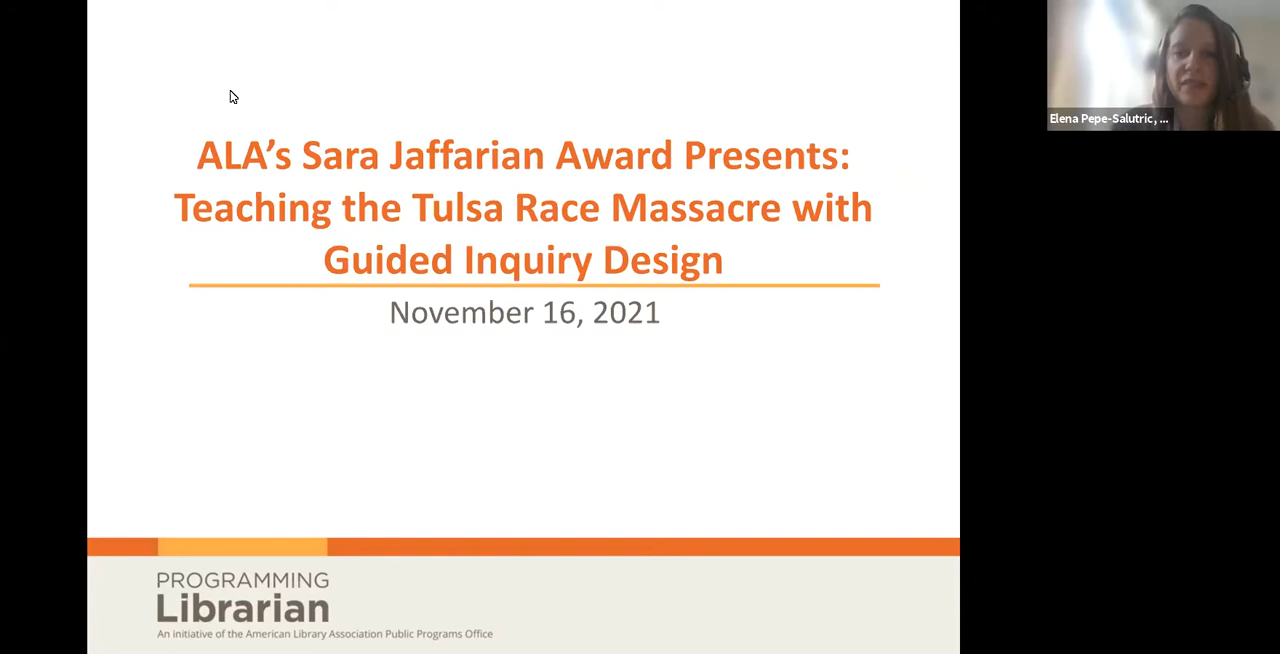 ALA’s Sara Jaffarian Award Presents:
Teaching the Tulsa Race Massacre with
Guided Inquiry Design
November 16, 2021
PROGRAMMING
Librarian
An initiative of the American Library Association Public Programs Office
Elena Pepe-Salutric, ...